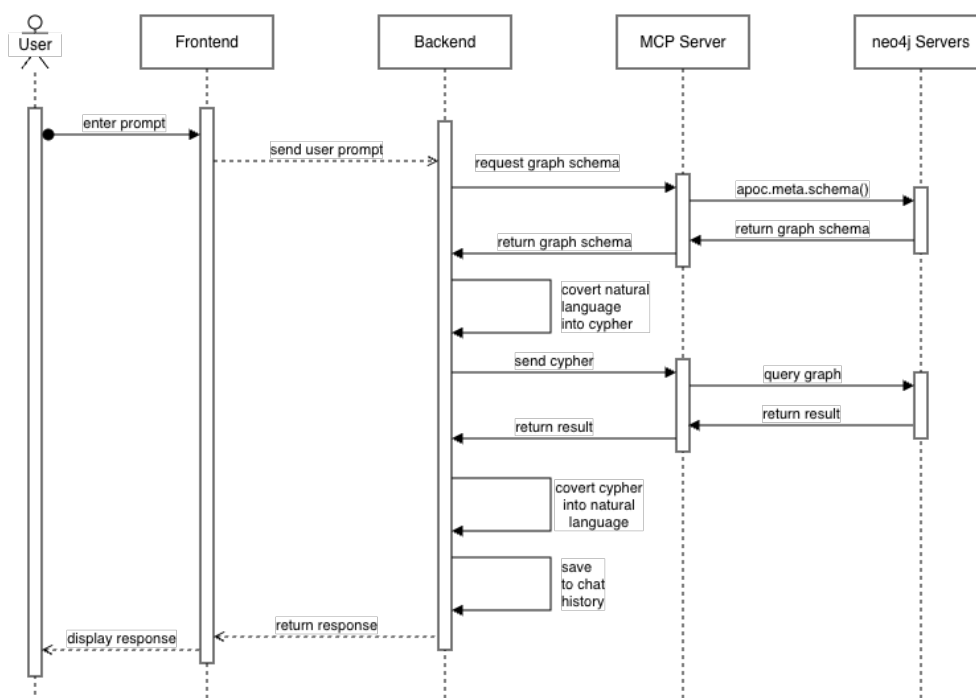 User
Frontend
Backend
MCP Server
neo4j Servers
enter prompt
send user prompt
request graph schema
apoc.meta.schema()
return graph schema
return graph schema
covert natural
language
into cypher
send cypher
query graph
return result
return result
covert cypher
into natural
language
save
to chat
history
return response
display response